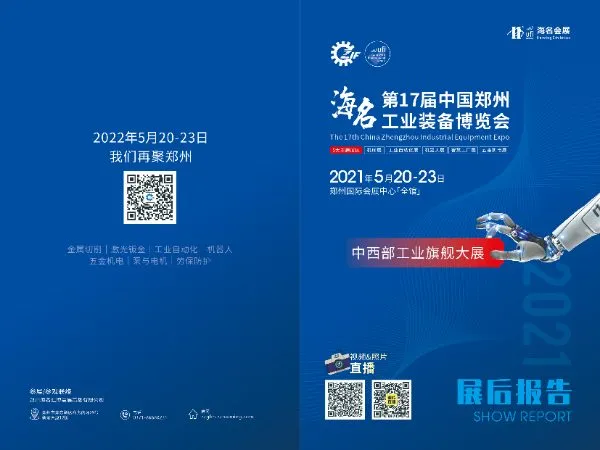 2022年5月20-23日
我们再聚郑州
金属切削｜激光钣金｜工业自动化｜机器人
五金机电｜泵与电机｜劳保防护
海名会展
ZIF
ufi
海名
第17届中国郑州
工业装备博览会
The 17th China Zhengzhou Industrial Equipment Expo
2021年5月20-23日
郑州国际会展中心「全馆」
中西部工业旗舰大展
2021
视频&照片
直播
展后报告
SHOW REPORT